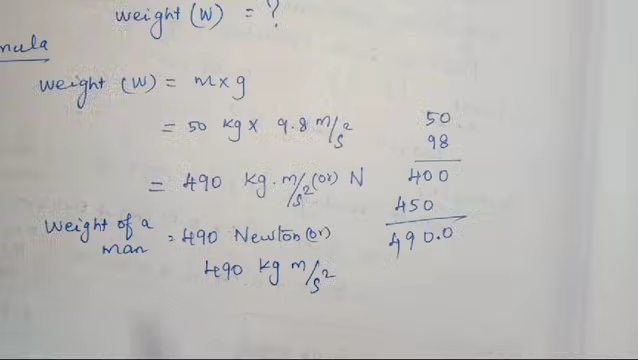 weight (W) = ?
mula
weight (W) = m x g
= 50 kg x 9.8 m/s²
= 490 kg.m/s² (or) N
weight of a man = 490 Newton (or)
490 kg m/s²
50
98
400
450
490.0